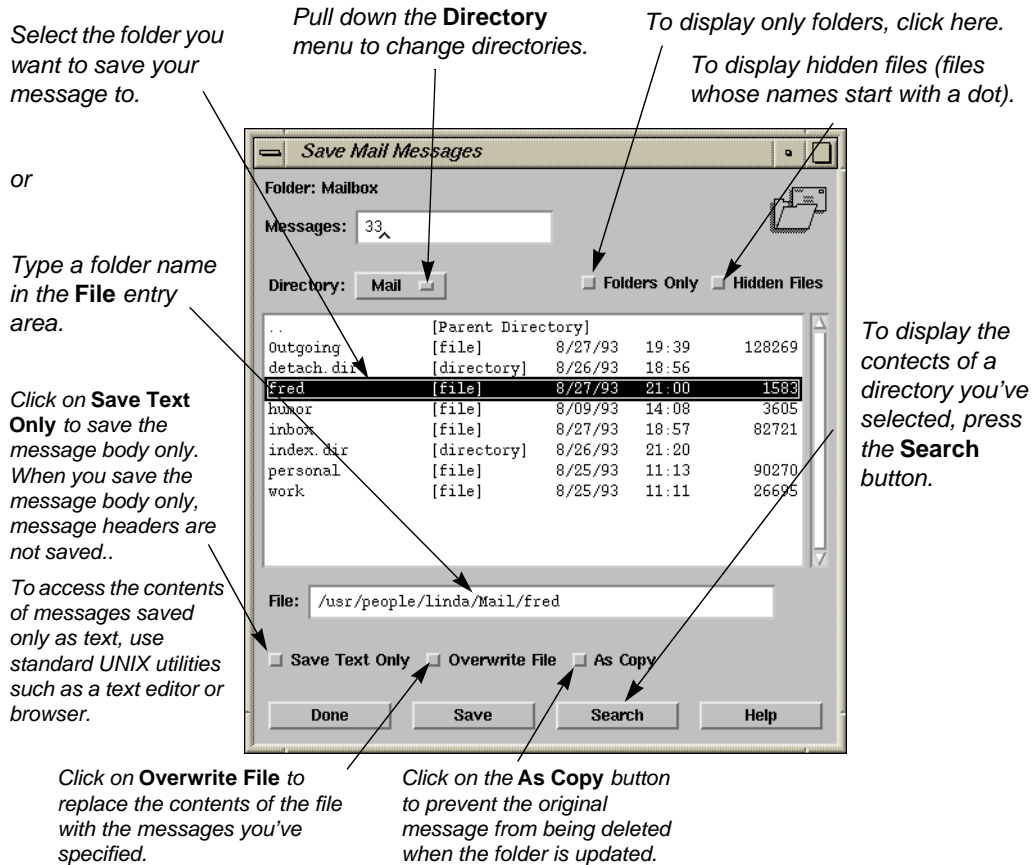 Select the folder you
want to save your
message to.
or
Type a folder name
in the File entry
area.
Click on Save Text
Only to save the
message body only.
When you save the
message body only,
message headers are
not saved..
To access the contents
of messages saved
only as text, use
standard UNIX utilities
such as a text editor or
browser.
Pull down the Directory
menu to change directories.
To display only folders, click here.
To display hidden files (files
whose names start with a dot).
Save Mail Messages
Folder: Mailbox
Messages: 33
Directory: Mail Folders Only Hidden Files
.. [Parent Directory]
Outgoing [file] 8/27/93 19:39 128269
detach.dir [directory] 8/26/93 18:56
fred [file] 8/27/93 21:00 1583
humor [file] 8/09/93 14:08 3605
inbox [file] 8/27/93 18:57 82721
index.dir [directory] 8/26/93 21:20
personal [file] 8/25/93 11:13 90270
work [file] 8/25/93 11:11 26695
File: /usr/people/linda/Mail/fred
Save Text Only Overwrite File As Copy
Done Save Search Help
To display the
contects of a
directory you've
selected, press
the Search
button.
Click on Overwrite File to
replace the contents of the file
with the messages you've
specified.
Click on the As Copy button
to prevent the original
message from being deleted
when the folder is updated.